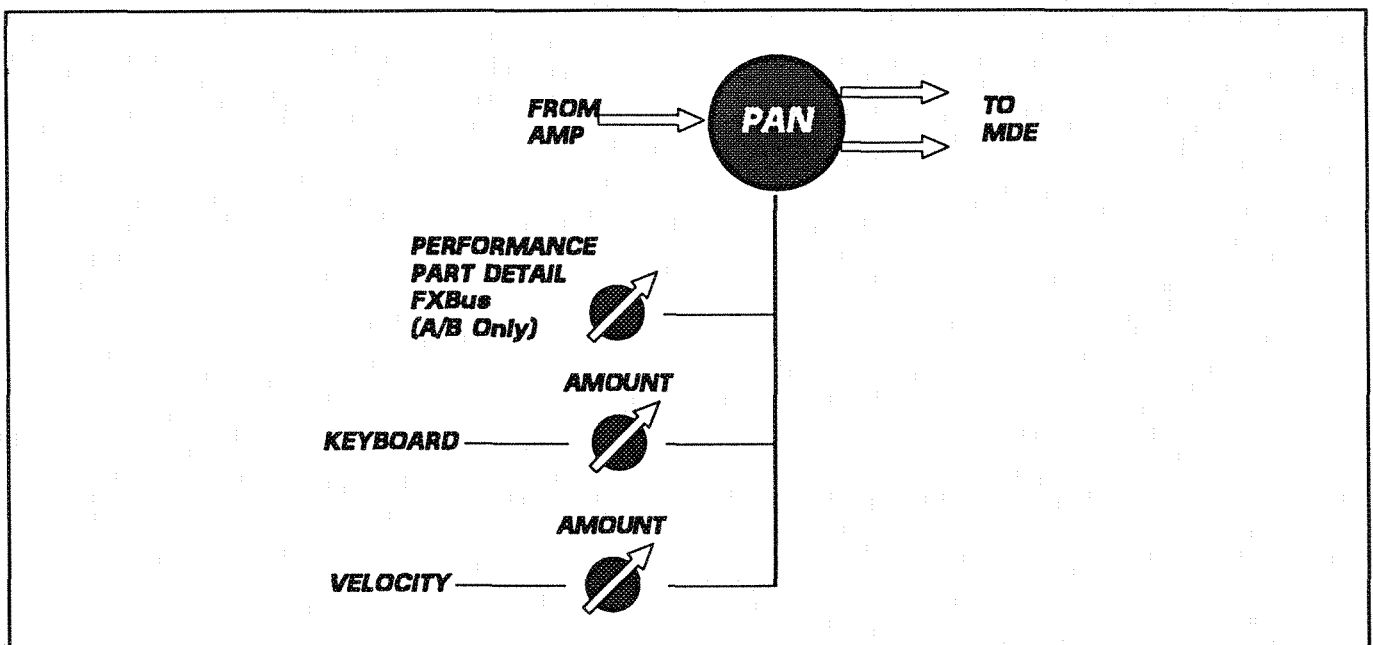 FROM
AMP
PAN
TO
MDE
PERFORMANCE
PART DETAIL
FXBus
(A/B Only)
AMOUNT
KEYBOARD
AMOUNT
VELOCITY